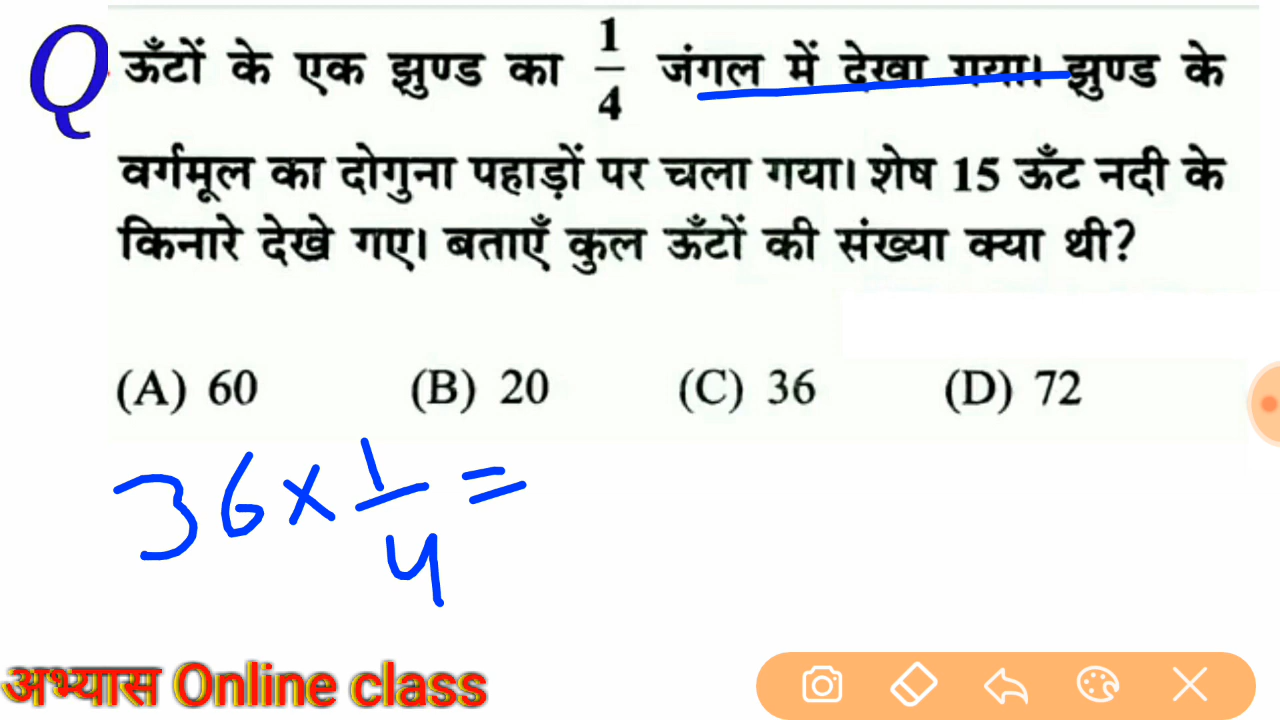 Q ऊँटों के एक झुण्ड का 1/4 जंगल में देखा गया। झुण्ड के
वर्गमूल का दोगुना पहाड़ों पर चला गया। शेष 15 ऊँट नदी के
किनारे देखे गए। बताएँ कुल ऊँटों की संख्या क्या थी?
(A) 60 (B) 20 (C) 36 (D) 72
36 × 1/4 =
अभ्यास Online class